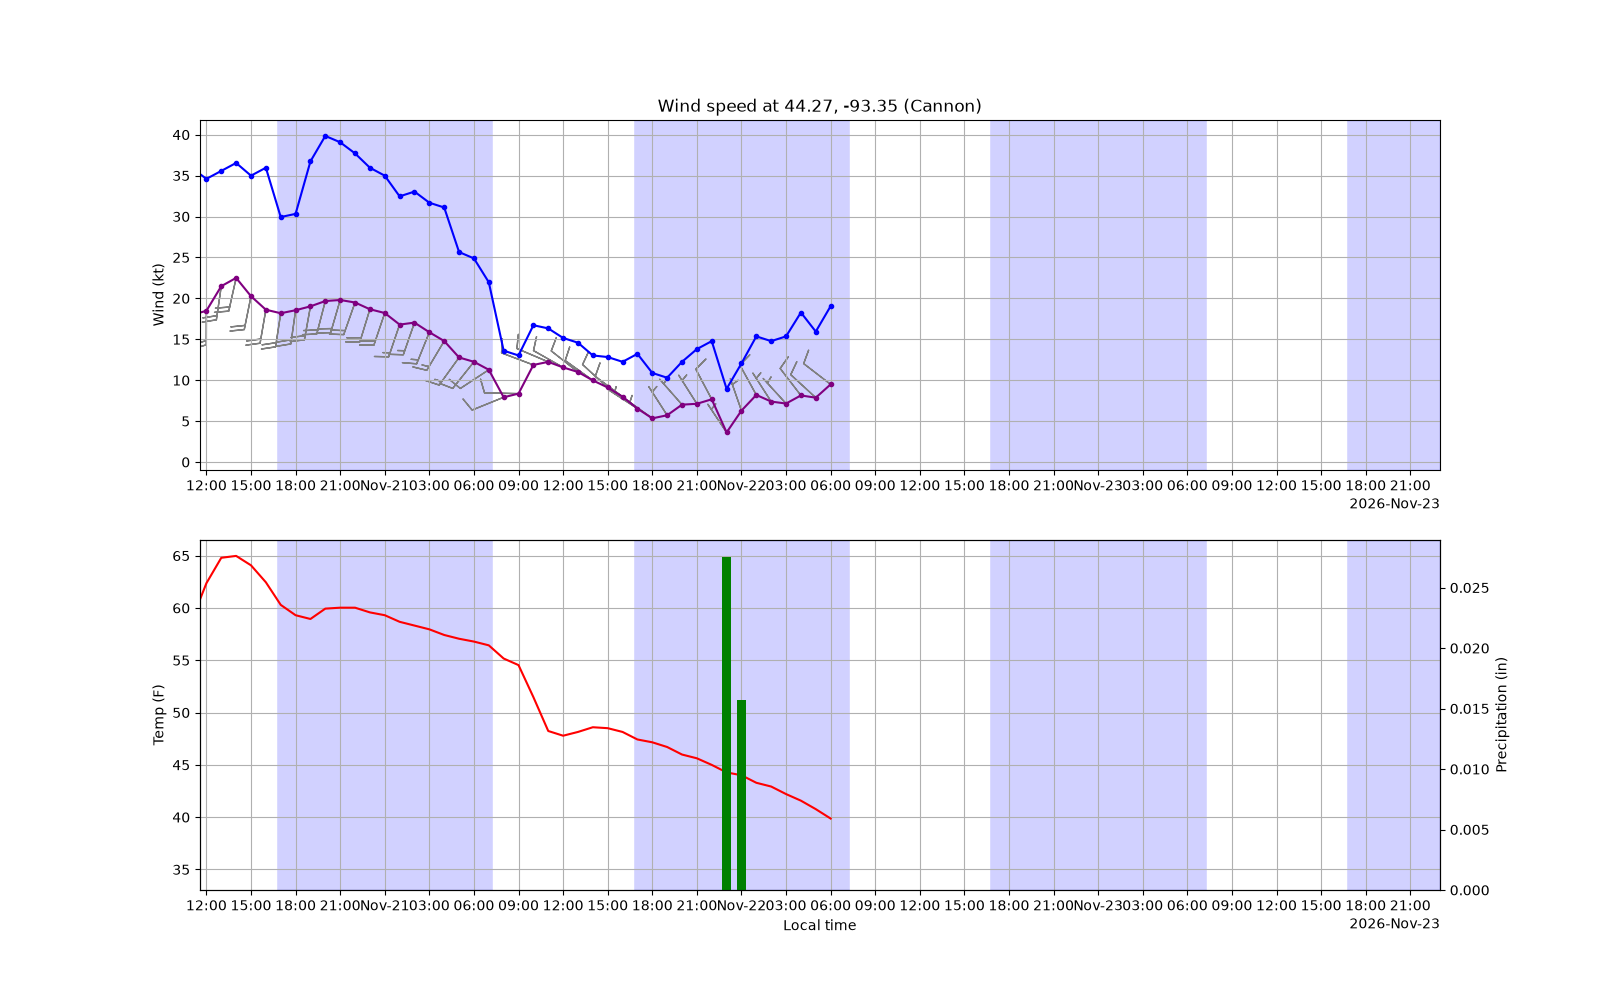 Wind speed at 44.27, -93.35 (Cannon)
40
35
30
25
20
15
10
5
0
Wind (kt)
12:00 15:00 18:00 21:00 Nov-21 03:00 06:00 09:00 12:00 15:00 18:00 21:00 Nov-22 03:00 06:00 09:00 12:00 15:00 18:00 21:00 Nov-23 03:00 06:00 09:00 12:00 15:00 18:00 21:00
2026-Nov-23
65
60
55
50
45
40
35
Temp (F)
0.025
0.020
0.015
0.010
0.005
0.000
Precipitation (in)
12:00 15:00 18:00 21:00 Nov-21 03:00 06:00 09:00 12:00 15:00 18:00 21:00 Nov-22 03:00 06:00 09:00 12:00 15:00 18:00 21:00 Nov-23 03:00 06:00 09:00 12:00 15:00 18:00 21:00
Local time
2026-Nov-23